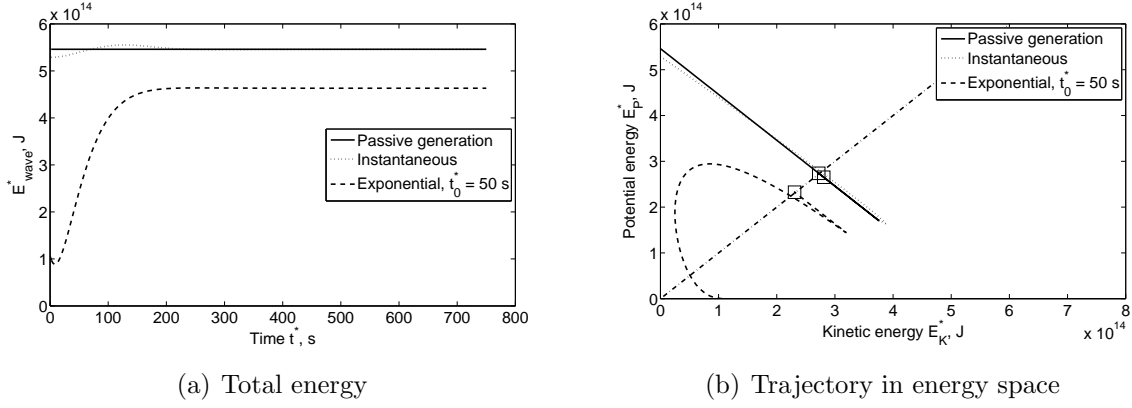 x 10^14
6
5
4
3
2
1
0
0 100 200 300 400 500 600 700 800
E*wave, J
Time t*, s
Passive generation
Instantaneous
Exponential, t*0 = 50 s
(a) Total energy
x 10^14
8
7
6
5
4
3
2
1
0
0 1 2 3 4 5 6 7 8
x 10^14
Potential energy E*P, J
Kinetic energy E*K, J
Passive generation
Instantaneous
Exponential, t*0 = 50 s
(b) Trajectory in energy space